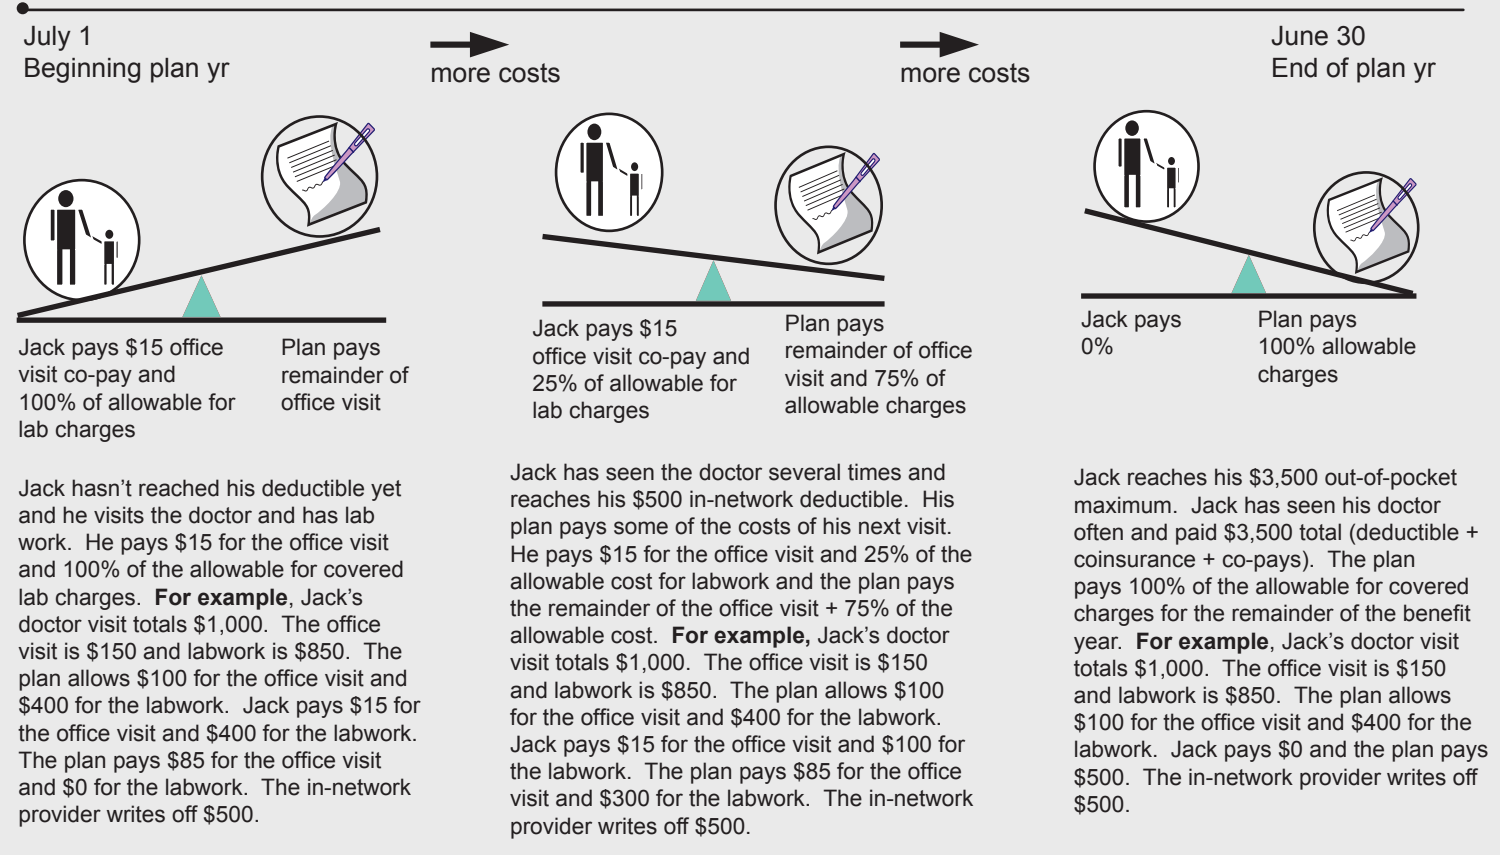 July 1
Beginning plan yr
more costs
more costs
June 30
End of plan yr
Jack pays $15 office
visit co-pay and
100% of allowable for
lab charges
Plan pays
remainder of
office visit
Jack pays $15
office visit co-pay and
25% of allowable for
lab charges
Plan pays
remainder of office
visit and 75% of
allowable charges
Jack pays
0%
Plan pays
100% allowable
charges
Jack hasn’t reached his deductible yet
and he visits the doctor and has lab
work.  He pays $15 for the office visit
and 100% of the allowable for covered
lab charges.  For example, Jack’s
doctor visit totals $1,000.  The office
visit is $150 and labwork is $850.  The
plan allows $100 for the office visit and
$400 for the labwork.  Jack pays $15 for
the office visit and $400 for the labwork.
The plan pays $85 for the office visit
and $0 for the labwork.  The in-network
provider writes off $500.
Jack has seen the doctor several times and
reaches his $500 in-network deductible.  His
plan pays some of the costs of his next visit.
He pays $15 for the office visit and 25% of the
allowable cost for labwork and the plan pays
the remainder of the office visit + 75% of the
allowable cost.  For example, Jack’s doctor
visit totals $1,000.  The office visit is $150
and labwork is $850.  The plan allows $100
for the office visit and $400 for the labwork.
Jack pays $15 for the office visit and $100 for
the labwork.  The plan pays $85 for the office
visit and $300 for the labwork.  The in-network
provider writes off $500.
Jack reaches his $3,500 out-of-pocket
maximum.  Jack has seen his doctor
often and paid $3,500 total (deductible +
coinsurance + co-pays).  The plan
pays 100% of the allowable for covered
charges for the remainder of the benefit
year.  For example, Jack’s doctor visit
totals $1,000.  The office visit is $150
and labwork is $850.  The plan allows
$100 for the office visit and $400 for the
labwork.  Jack pays $0 and the plan pays
$500.  The in-network provider writes off
$500.